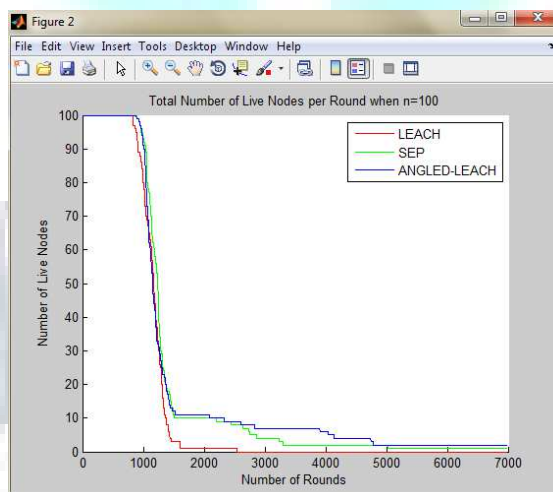 Figure 2
File Edit View Insert Tools Desktop Window Help
Total Number of Live Nodes per Round when n=100
LEACH
SEP
ANGLED-LEACH
Number of Live Nodes
100
90
80
70
60
50
40
30
20
10
0
0 1000 2000 3000 4000 5000 6000 7000
Number of Rounds